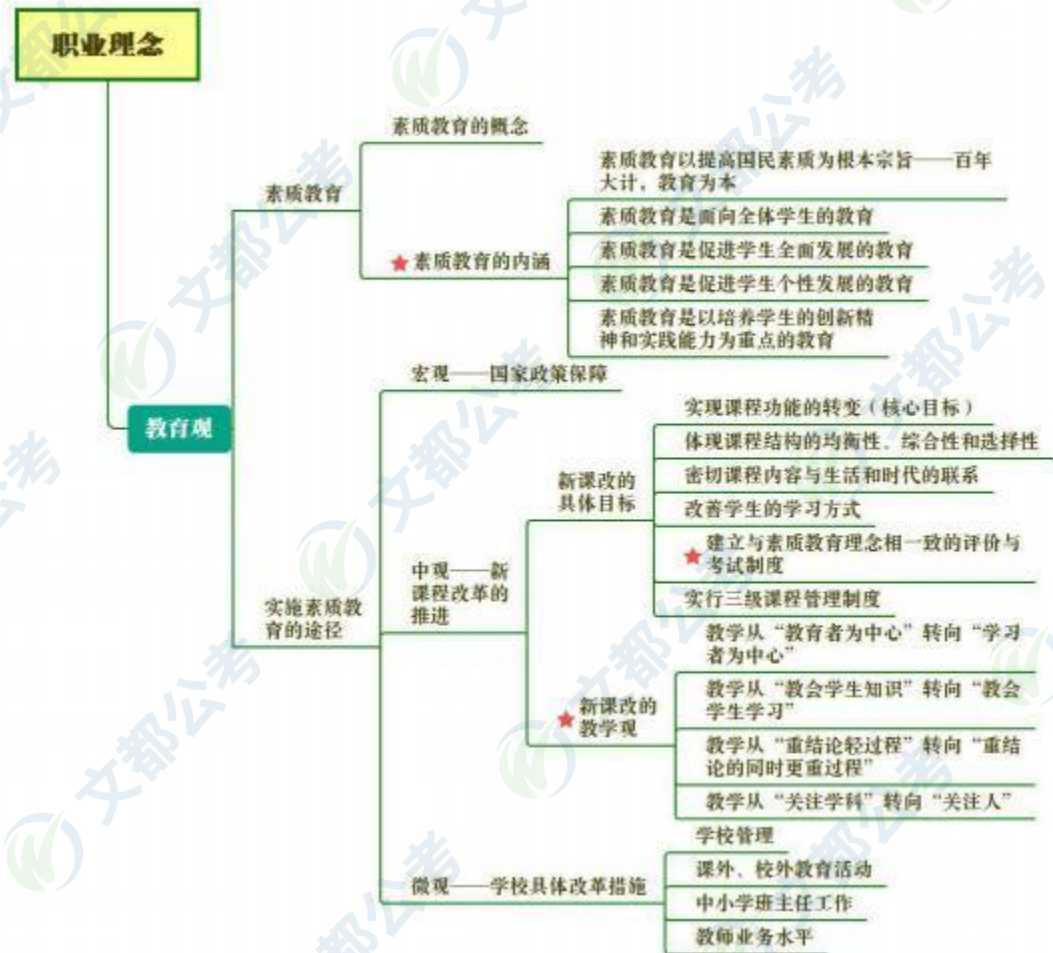 职业理念
素质教育的概念
素质教育
素质教育以提高国民素质为根本宗旨——百年
大计,教育为本
素质教育是面向全体学生的教育
★素质教育的内涵
素质教育是促进学生全面发展的教育
素质教育是促进学生个性发展的教育
素质教育是以培养学生的创新精
神和实践能力为重点的教育
教育观
宏观——国家政策保障
实施素质教
育的途径
中观——新
课程改革的
推进
新课改的
具体目标
实现课程功能的转变(核心目标)
体现课程结构的均衡性、综合性和选择性
密切课程内容与生活和时代的联系
改善学生的学习方式
★建立与素质教育理念相一致的评价与
考试制度
实行三级课程管理制度
★新课改的
教学观
教学从“教育者为中心”转向“学习
者为中心”
教学从“教会学生知识”转向“教会
学生学习”
教学从“重结论轻过程”转向“重结
论的同时更重过程”
教学从“关注学科”转向“关注人”
微观——学校具体改革措施
学校管理
课外、校外教育活动
中小学班主任工作
教师业务水平
文都公考